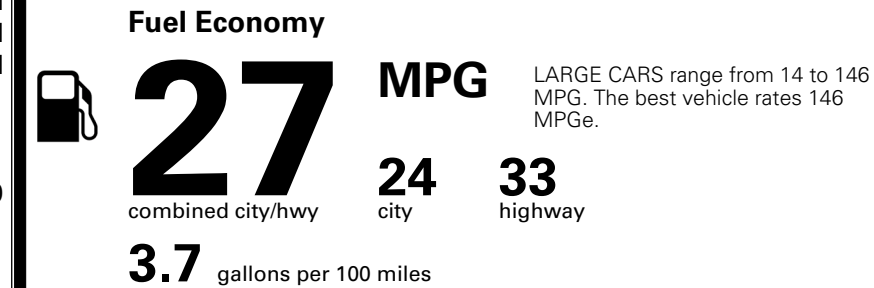 Fuel Economy
27 MPG
LARGE CARS range from 14 to 146
MPG. The best vehicle rates 146
MPGe.
24 33
combined city/hwy city highway
3.7 gallons per 100 miles